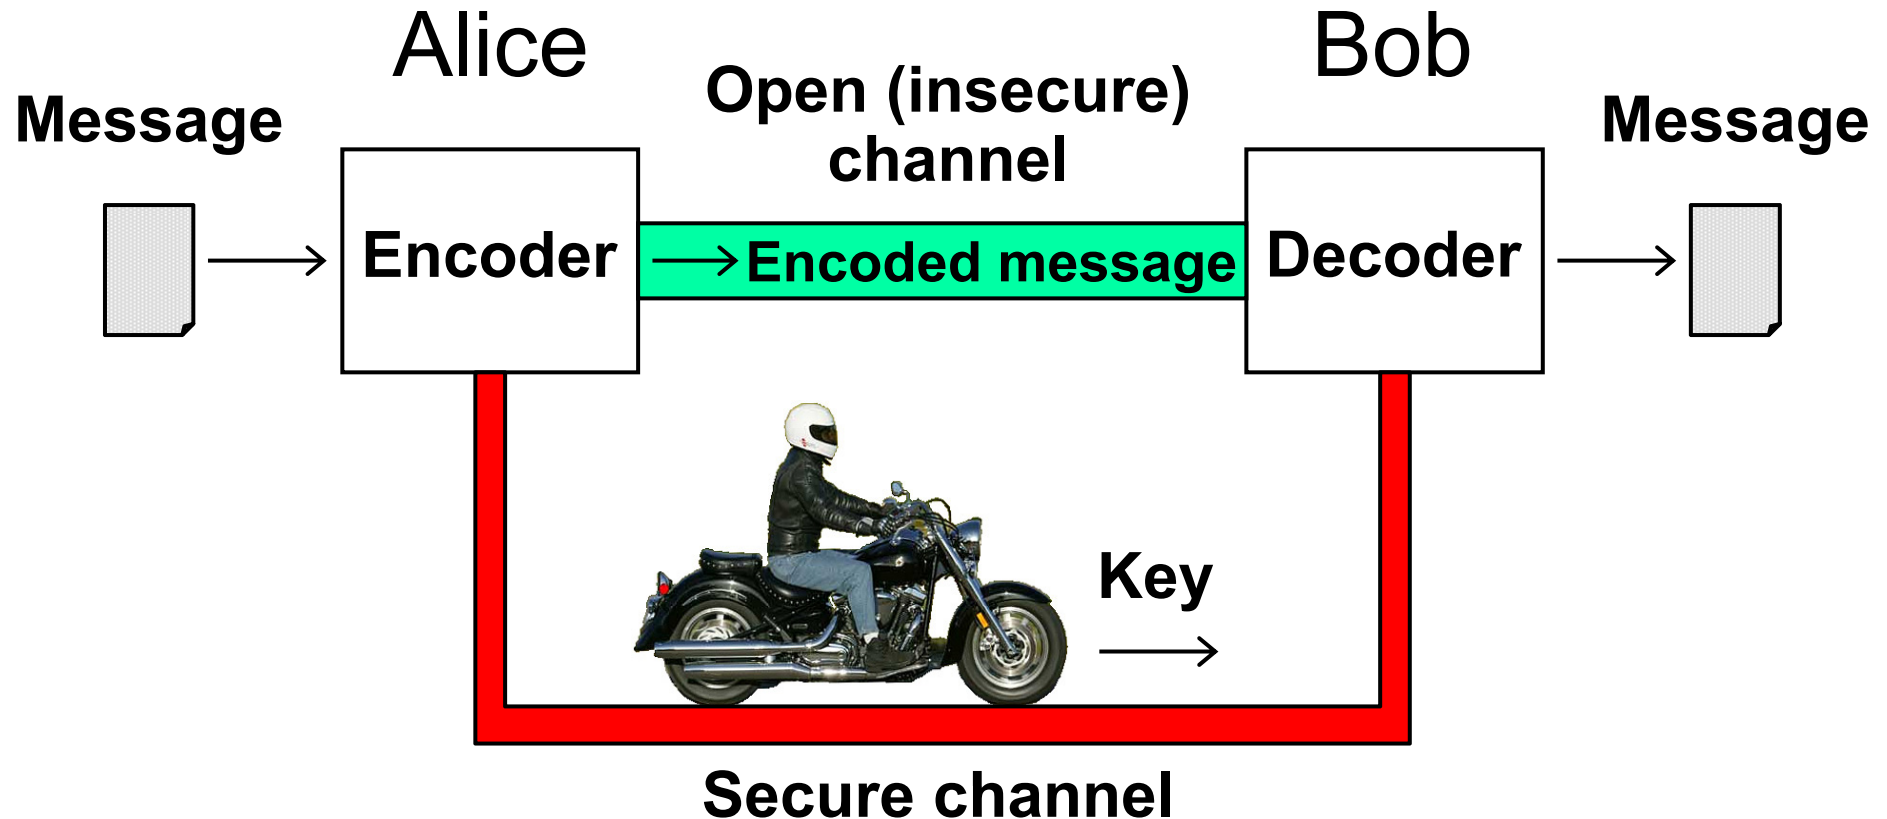 Alice
Bob
Message
Open (insecure)
channel
Message
Encoder
Encoded message
Decoder
Key
Secure channel